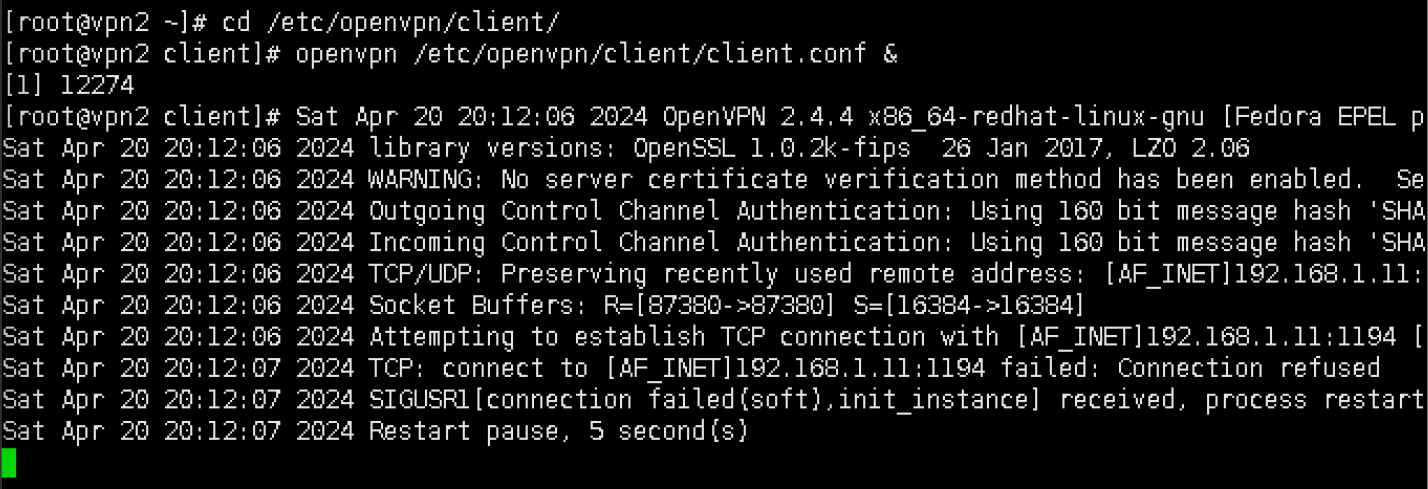 [root@vpn2 ~]# cd /etc/openvpn/client/
[root@vpn2 client]# openvpn /etc/openvpn/client/client.conf &
[1] 12274
[root@vpn2 client]# Sat Apr 20 20:12:06 2024 OpenVPN 2.4.4 x86_64-redhat-linux-gnu [Fedora EPEL p
Sat Apr 20 20:12:06 2024 library versions: OpenSSL 1.0.2k-fips  26 Jan 2017, LZO 2.06
Sat Apr 20 20:12:06 2024 WARNING: No server certificate verification method has been enabled.  Se
Sat Apr 20 20:12:06 2024 Outgoing Control Channel Authentication: Using 160 bit message hash 'SHA
Sat Apr 20 20:12:06 2024 Incoming Control Channel Authentication: Using 160 bit message hash 'SHA
Sat Apr 20 20:12:06 2024 TCP/UDP: Preserving recently used remote address: [AF_INET]192.168.1.11:
Sat Apr 20 20:12:06 2024 Socket Buffers: R=[87380->87380] S=[16384->16384]
Sat Apr 20 20:12:06 2024 Attempting to establish TCP connection with [AF_INET]192.168.1.11:1194 [
Sat Apr 20 20:12:07 2024 TCP: connect to [AF_INET]192.168.1.11:1194 failed: Connection refused
Sat Apr 20 20:12:07 2024 SIGUSR1[connection failed(soft),init_instance] received, process restart
Sat Apr 20 20:12:07 2024 Restart pause, 5 second(s)